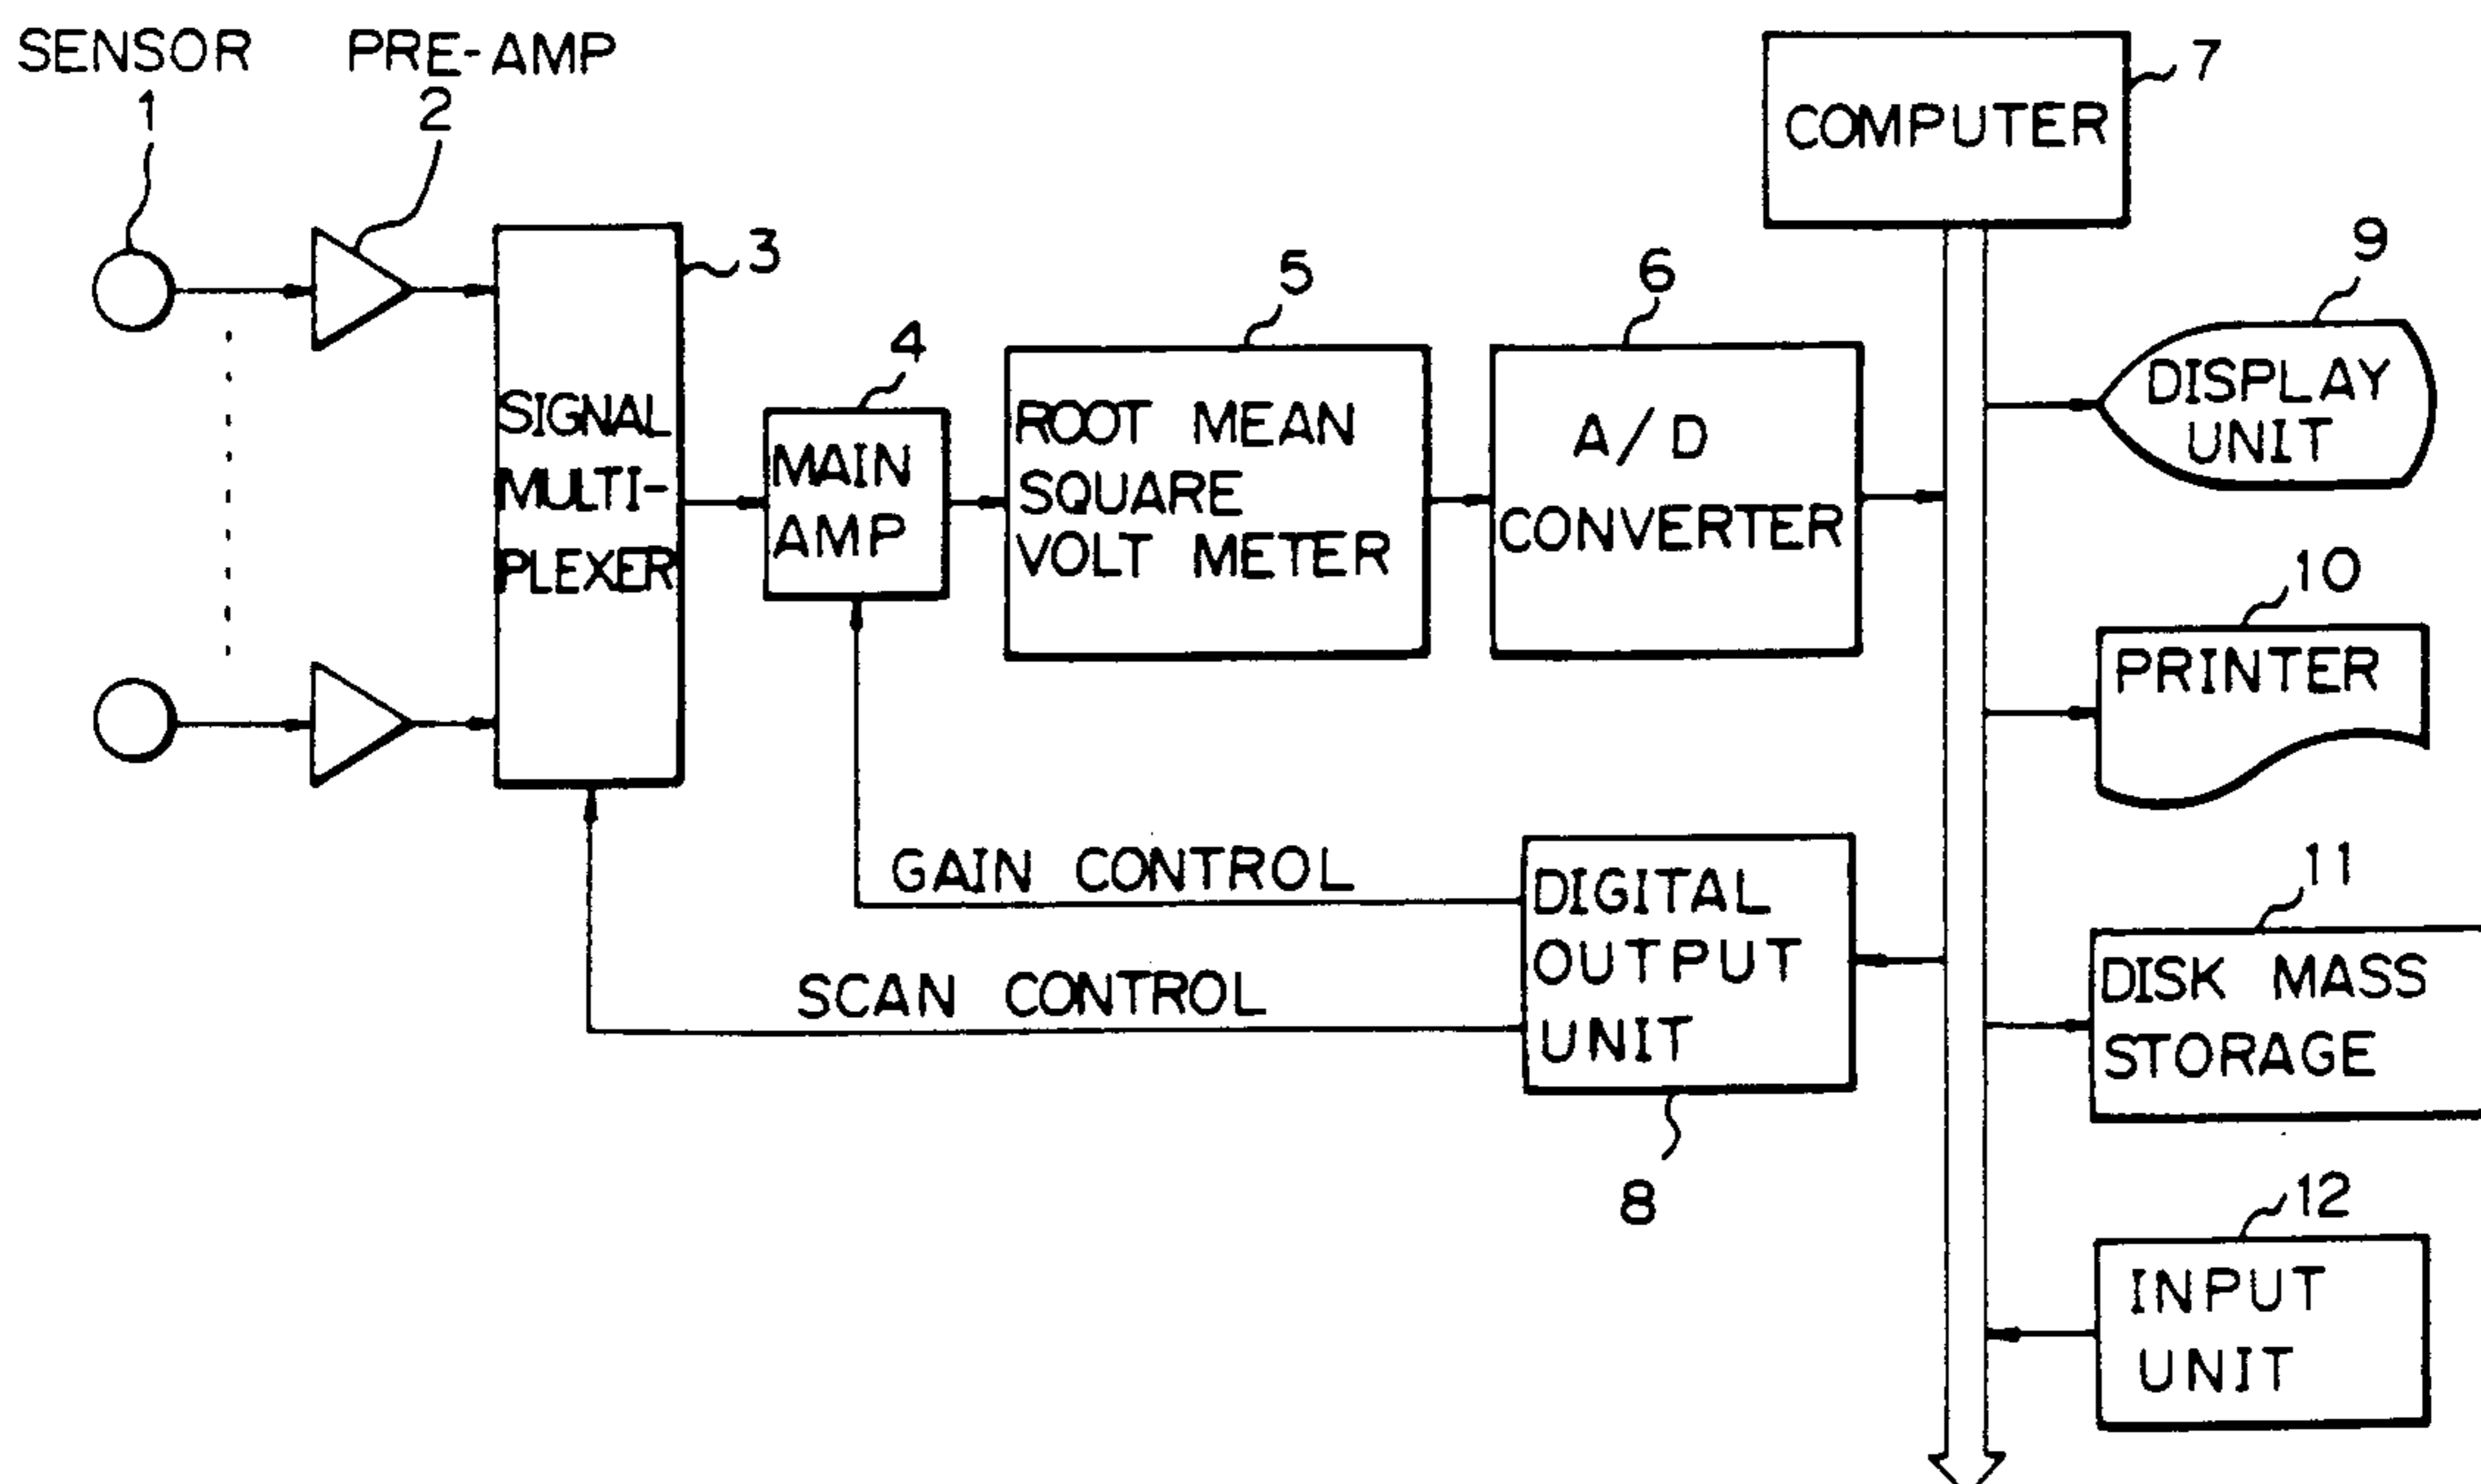 SENSOR
1
PRE-AMP
2
SIGNAL
MULTI-
PLEXER
3
MAIN
AMP
4
ROOT MEAN
SQUARE
VOLT METER
5
A/D
CONVERTER
6
COMPUTER
7
DISPLAY
UNIT
9
PRINTER
10
GAIN CONTROL
SCAN CONTROL
DIGITAL
OUTPUT
UNIT
8
DISK MASS
STORAGE
11
INPUT
UNIT
12